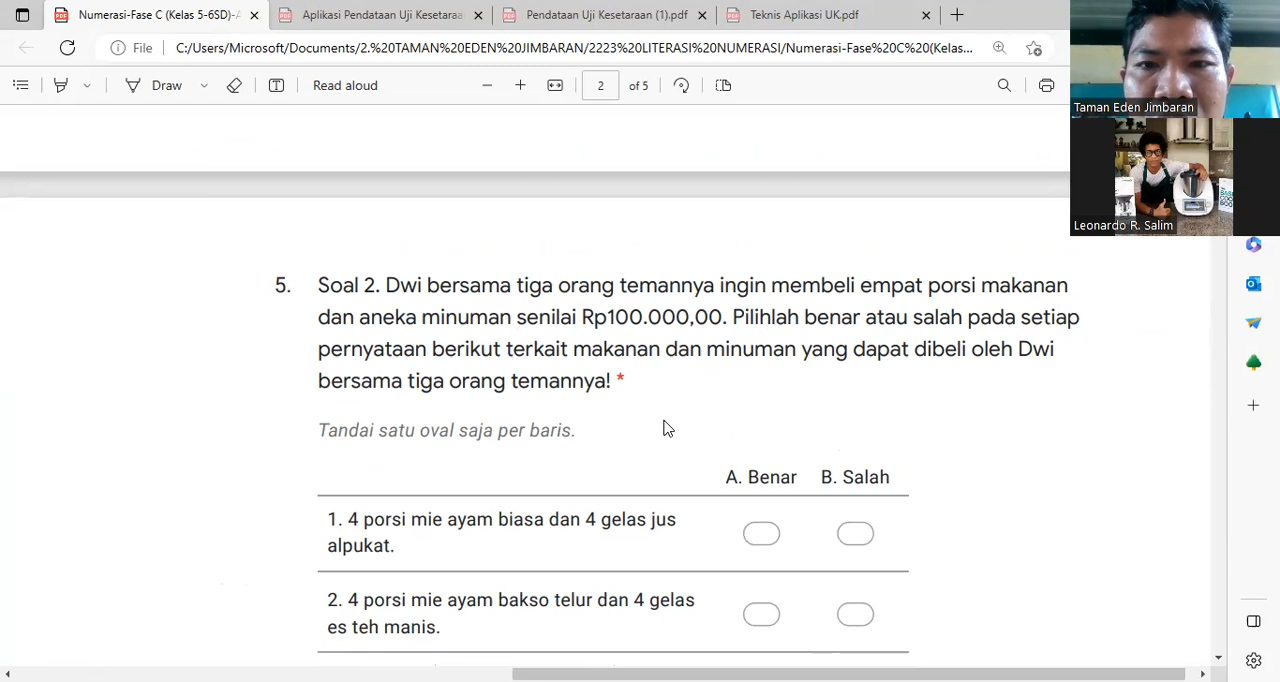 Numerasi-Fase C (Kelas 5-6SD)-A
Aplikasi Pendataan Uji Kesetaraa
Pendataan Uji Kesetaraan (1).pdf
Teknis Aplikasi UK.pdf
File
C:/Users/Microsoft/Documents/2.%20TAMAN%20EDEN%20JIMBARAN/2223%20LITERASI%20NUMERASI/Numerasi-Fase%20C%20(Kelas...
Draw
Read aloud
2
of 5
Taman Eden Jimbaran
Leonardo R. Salim
5. Soal 2. Dwi bersama tiga orang temannya ingin membeli empat porsi makanan
dan aneka minuman senilai Rp100.000,00. Pilihlah benar atau salah pada setiap
pernyataan berikut terkait makanan dan minuman yang dapat dibeli oleh Dwi
bersama tiga orang temannya! *
Tandai satu oval saja per baris.
A. Benar B. Salah
1. 4 porsi mie ayam biasa dan 4 gelas jus
alpukat.
2. 4 porsi mie ayam bakso telur dan 4 gelas
es teh manis.